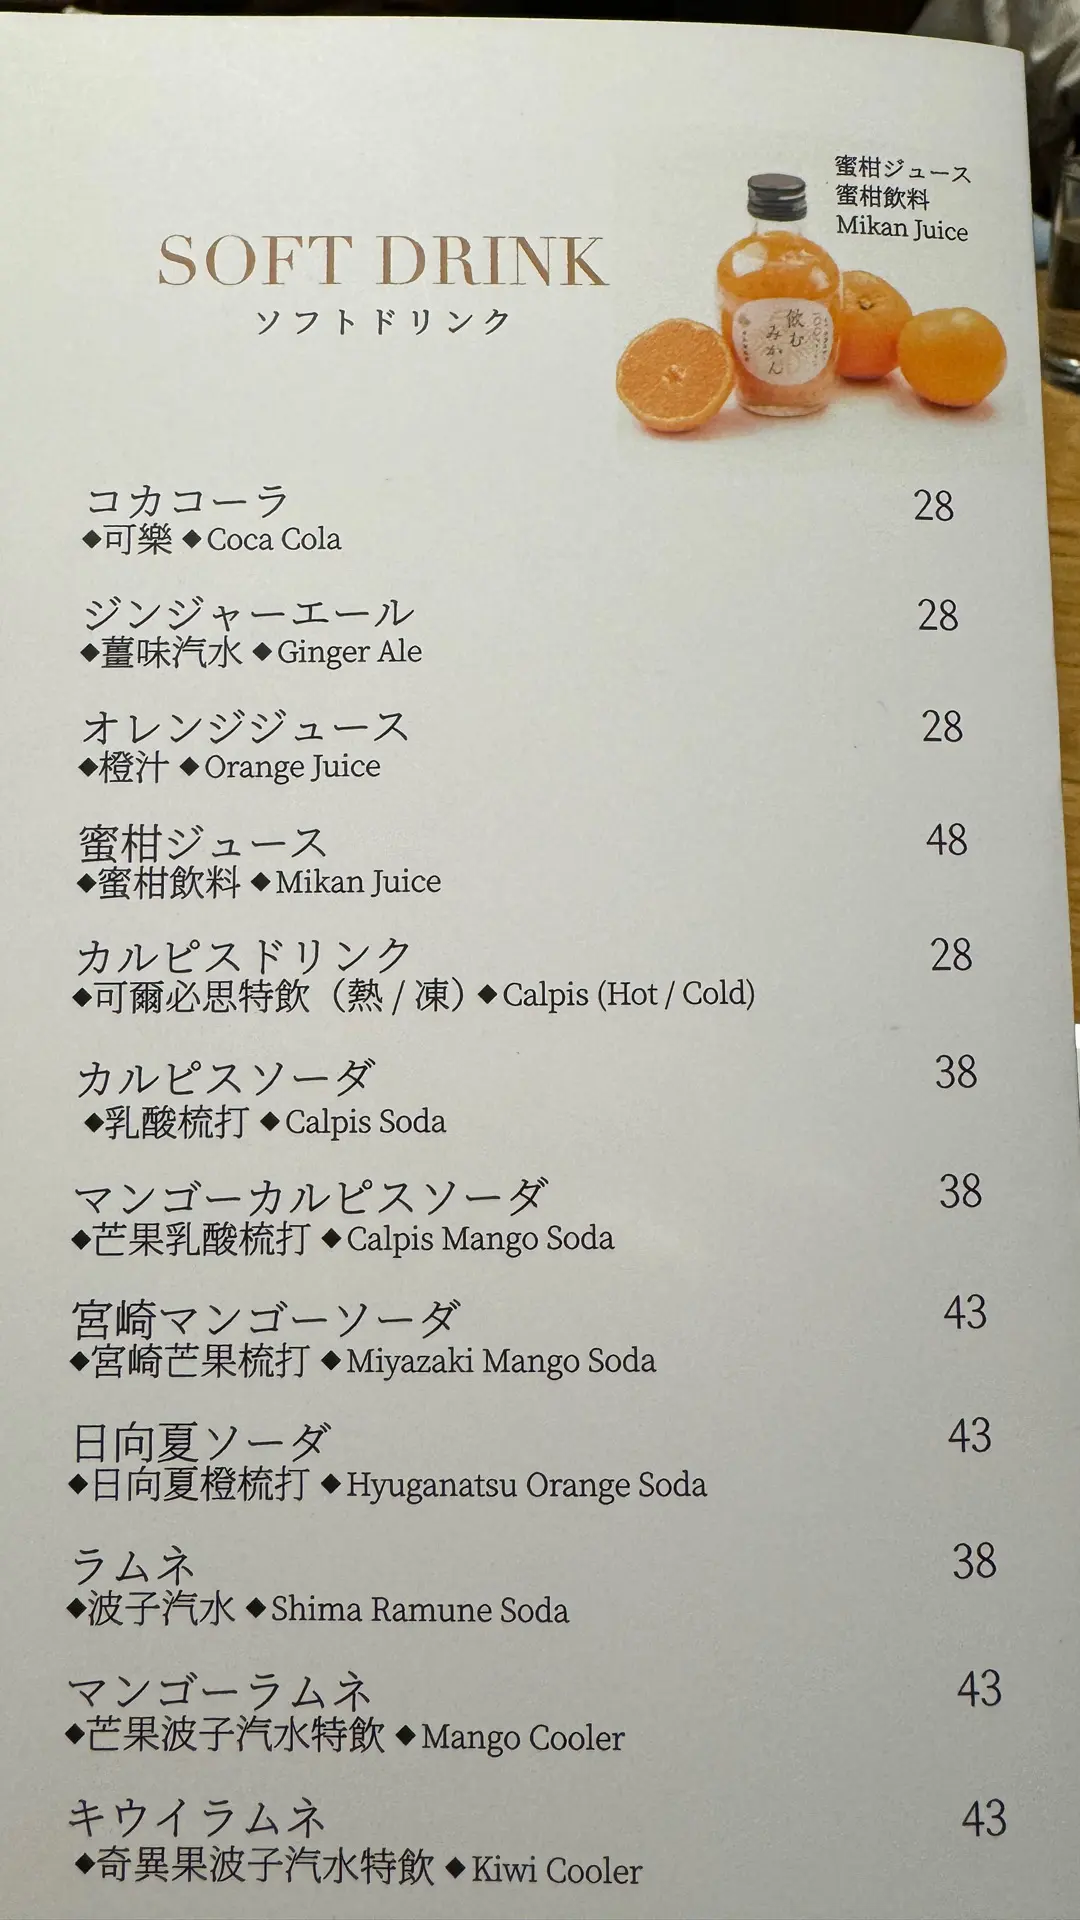 蜜柑ジュース
蜜柑飲料
Mikan Juice
SOFT DRINK
ソフトドリンク
飲む
みかん
コカコーラ 28
◆可樂 ◆Coca Cola
ジンジャーエール 28
◆薑味汽水 ◆Ginger Ale
オレンジジュース 28
◆橙汁 ◆Orange Juice
蜜柑ジュース 48
◆蜜柑飲料 ◆Mikan Juice
カルピスドリンク 28
◆可爾必思特飲（熱 / 凍）◆Calpis (Hot / Cold)
カルピスソーダ 38
◆乳酸梳打 ◆Calpis Soda
マンゴーカルピスソーダ 38
◆芒果乳酸梳打 ◆Calpis Mango Soda
宮崎マンゴーソーダ 43
◆宮崎芒果梳打 ◆Miyazaki Mango Soda
日向夏ソーダ 43
◆日向夏橙梳打 ◆Hyuganatsu Orange Soda
ラムネ 38
◆波子汽水 ◆Shima Ramune Soda
マンゴーラムネ 43
◆芒果波子汽水特飲 ◆Mango Cooler
キウイラムネ 43
◆奇異果波子汽水特飲 ◆Kiwi Cooler